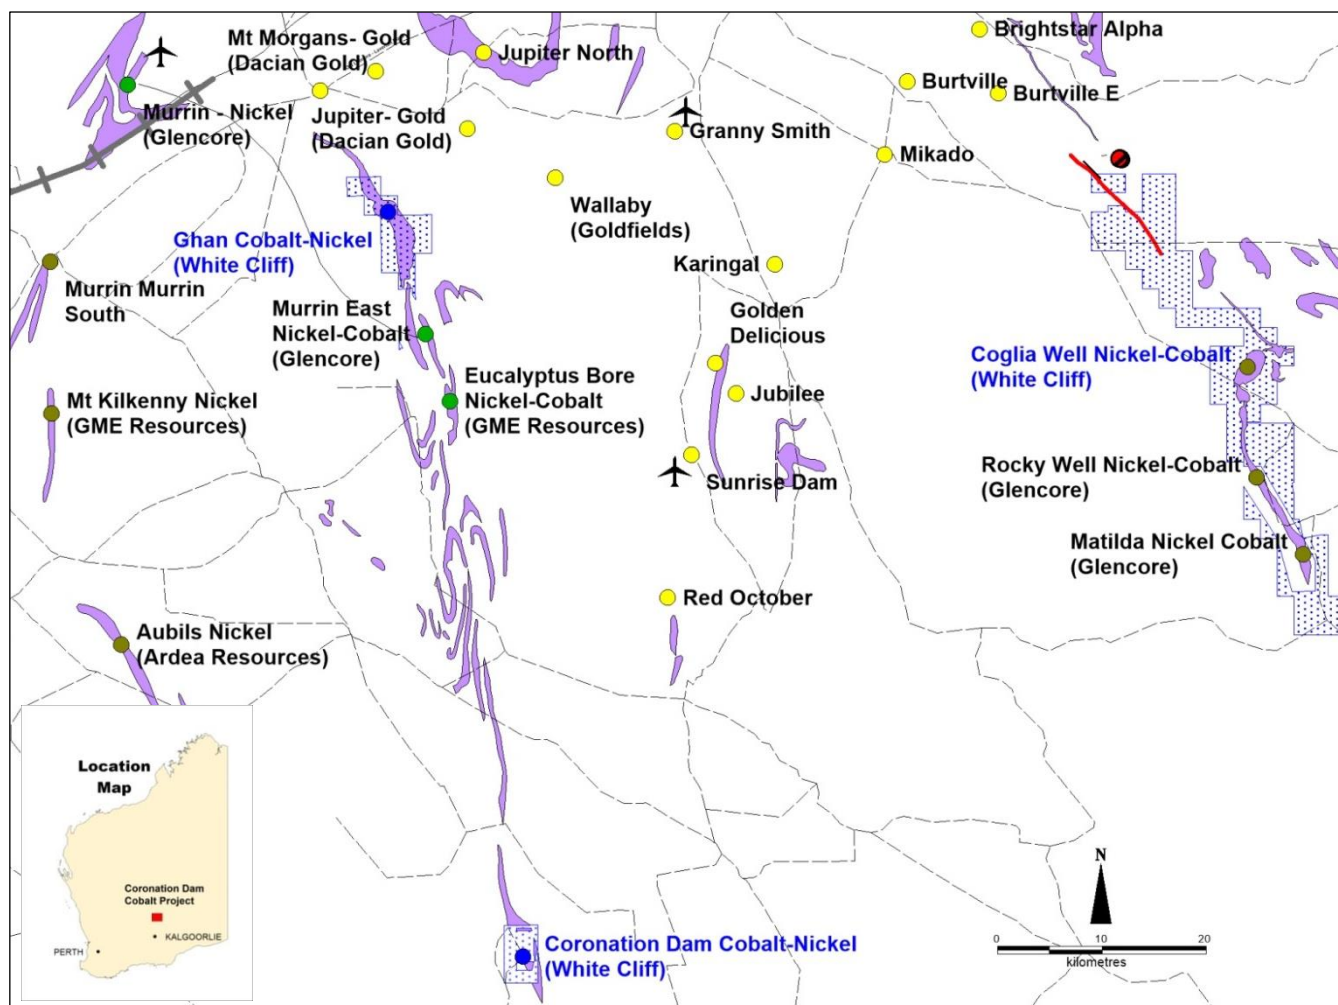 Mt Morgans- Gold
(Dacian Gold)
Jupiter North
Brightstar Alpha
Burtville
Burtville E
Murrin - Nickel
(Glencore)
Jupiter- Gold
(Dacian Gold)
Granny Smith
Mikado
Wallaby
(Goldfields)
Ghan Cobalt-Nickel
(White Cliff)
Karingal
Murrin Murrin
South
Murrin East
Nickel-Cobalt
(Glencore)
Golden
Delicious
Coglia Well Nickel-Cobalt
(White Cliff)
Eucalyptus Bore
Nickel-Cobalt
(GME Resources)
Jubilee
Mt Kilkenny Nickel
(GME Resources)
Sunrise Dam
Rocky Well Nickel-Cobalt
(Glencore)
Matilda Nickel Cobalt
(Glencore)
Red October
Aubils Nickel
(Ardea Resources)
Location
Map
Coronation Dam
Cobalt Project
KALGOORLIE
PERTH
Coronation Dam Cobalt-Nickel
(White Cliff)
N
0 10 20
kilometres